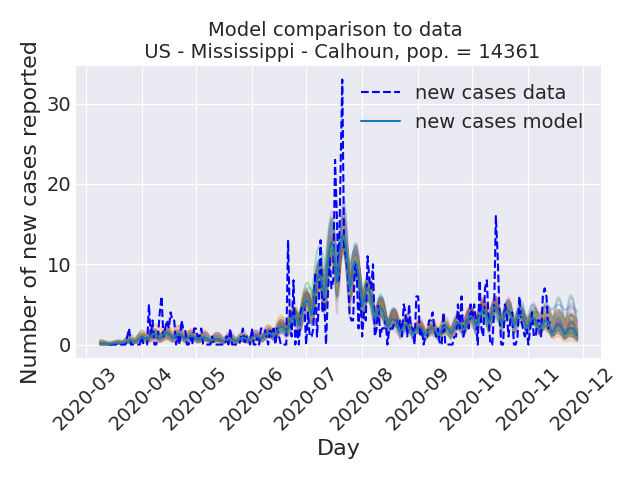 Model comparison to data
US - Mississippi - Calhoun, pop. = 14361
Number of new cases reported
30
20
10
0
new cases data
new cases model
2020-03
2020-04
2020-05
2020-06
2020-07
2020-08
2020-09
2020-10
2020-11
2020-12
Day